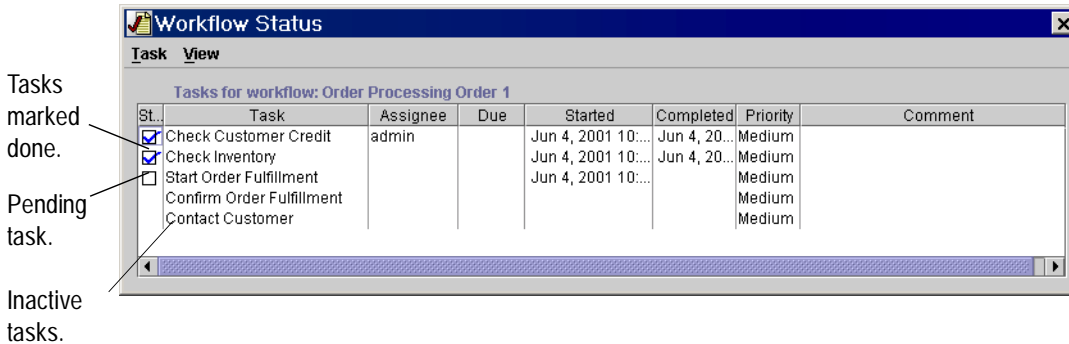 Workflow Status
Task View
Tasks for workflow: Order Processing Order 1
St... Task Assignee Due Started Completed Priority Comment
Check Customer Credit admin Jun 4, 2001 10:... Jun 4, 20... Medium
Check Inventory Jun 4, 2001 10:... Jun 4, 20... Medium
Start Order Fulfillment Jun 4, 2001 10:... Medium
Confirm Order Fulfillment Medium
Contact Customer Medium
Tasks
marked
done.
Pending
task.
Inactive
tasks.